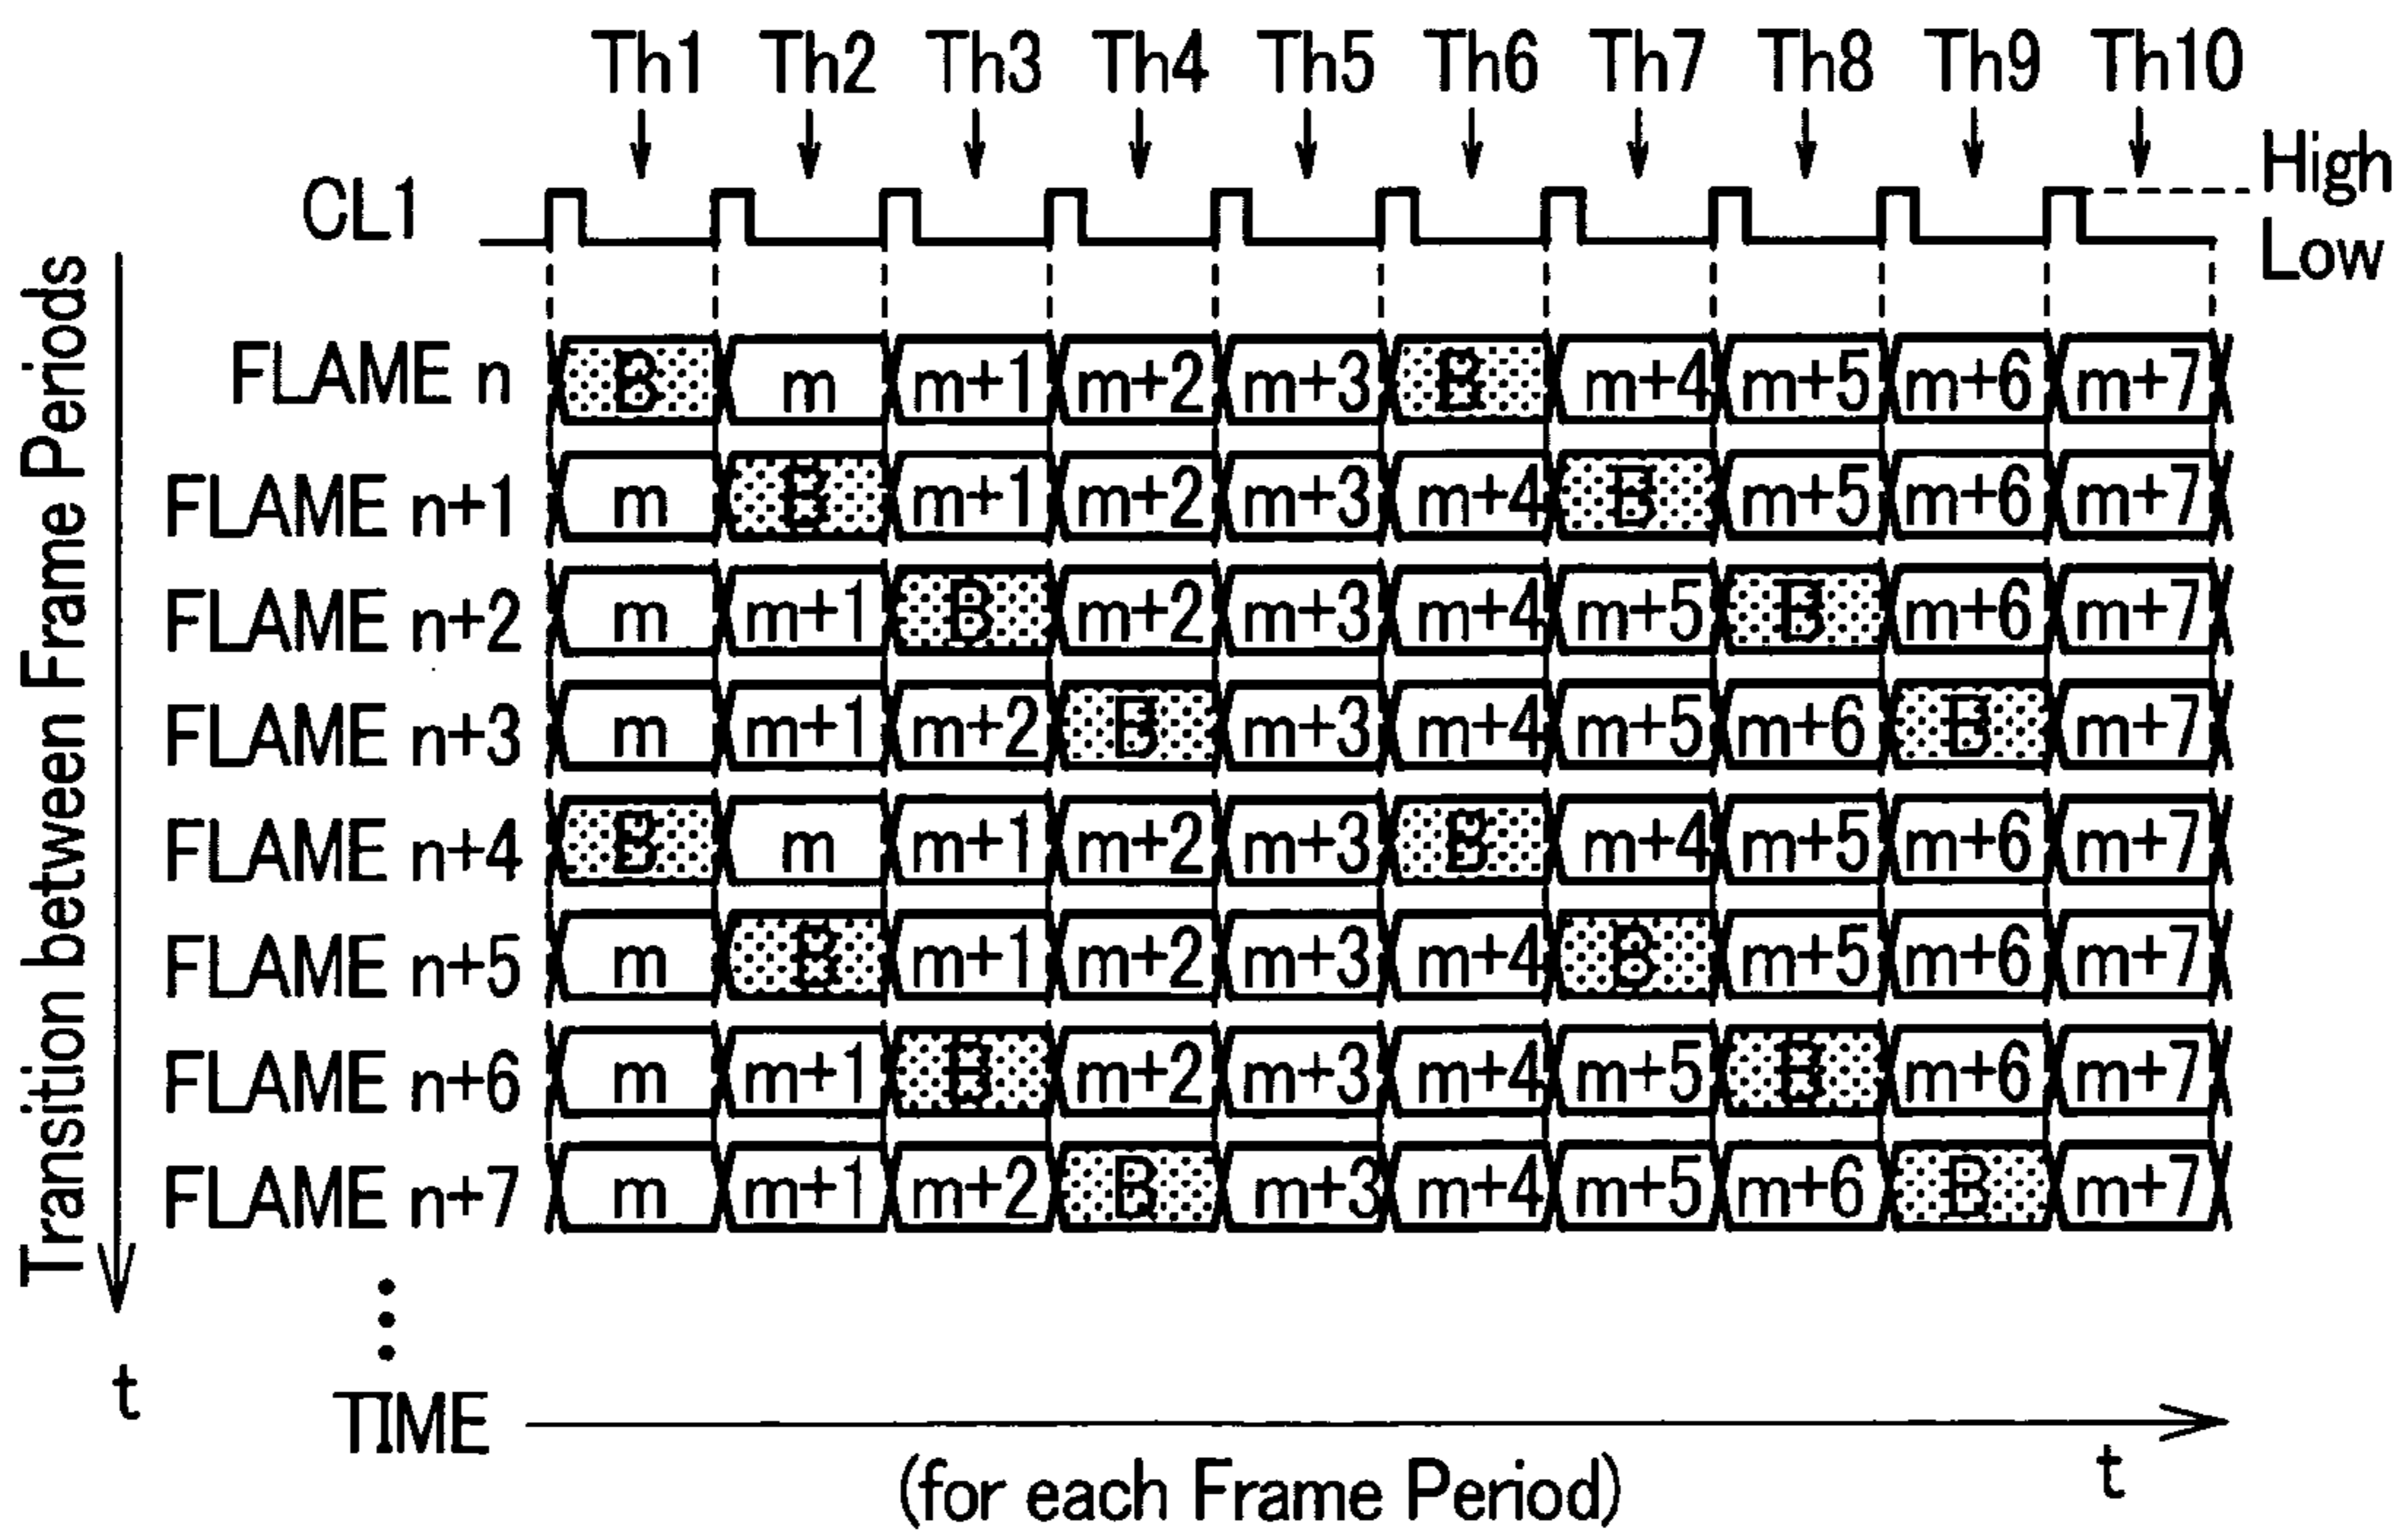 Th1 Th2 Th3 Th4 Th5 Th6 Th7 Th8 Th9 Th10
CL1
High
Low
Transition between Frame Periods
FLAME n B m m+1 m+2 m+3 B m+4 m+5 m+6 m+7
FLAME n+1 m B m+1 m+2 m+3 m+4 B m+5 m+6 m+7
FLAME n+2 m m+1 B m+2 m+3 m+4 m+5 B m+6 m+7
FLAME n+3 m m+1 m+2 B m+3 m+4 m+5 m+6 B m+7
FLAME n+4 B m m+1 m+2 m+3 B m+4 m+5 m+6 m+7
FLAME n+5 m B m+1 m+2 m+3 m+4 B m+5 m+6 m+7
FLAME n+6 m m+1 B m+2 m+3 m+4 m+5 B m+6 m+7
FLAME n+7 m m+1 m+2 B m+3 m+4 m+5 m+6 B m+7
t
TIME
(for each Frame Period)
t